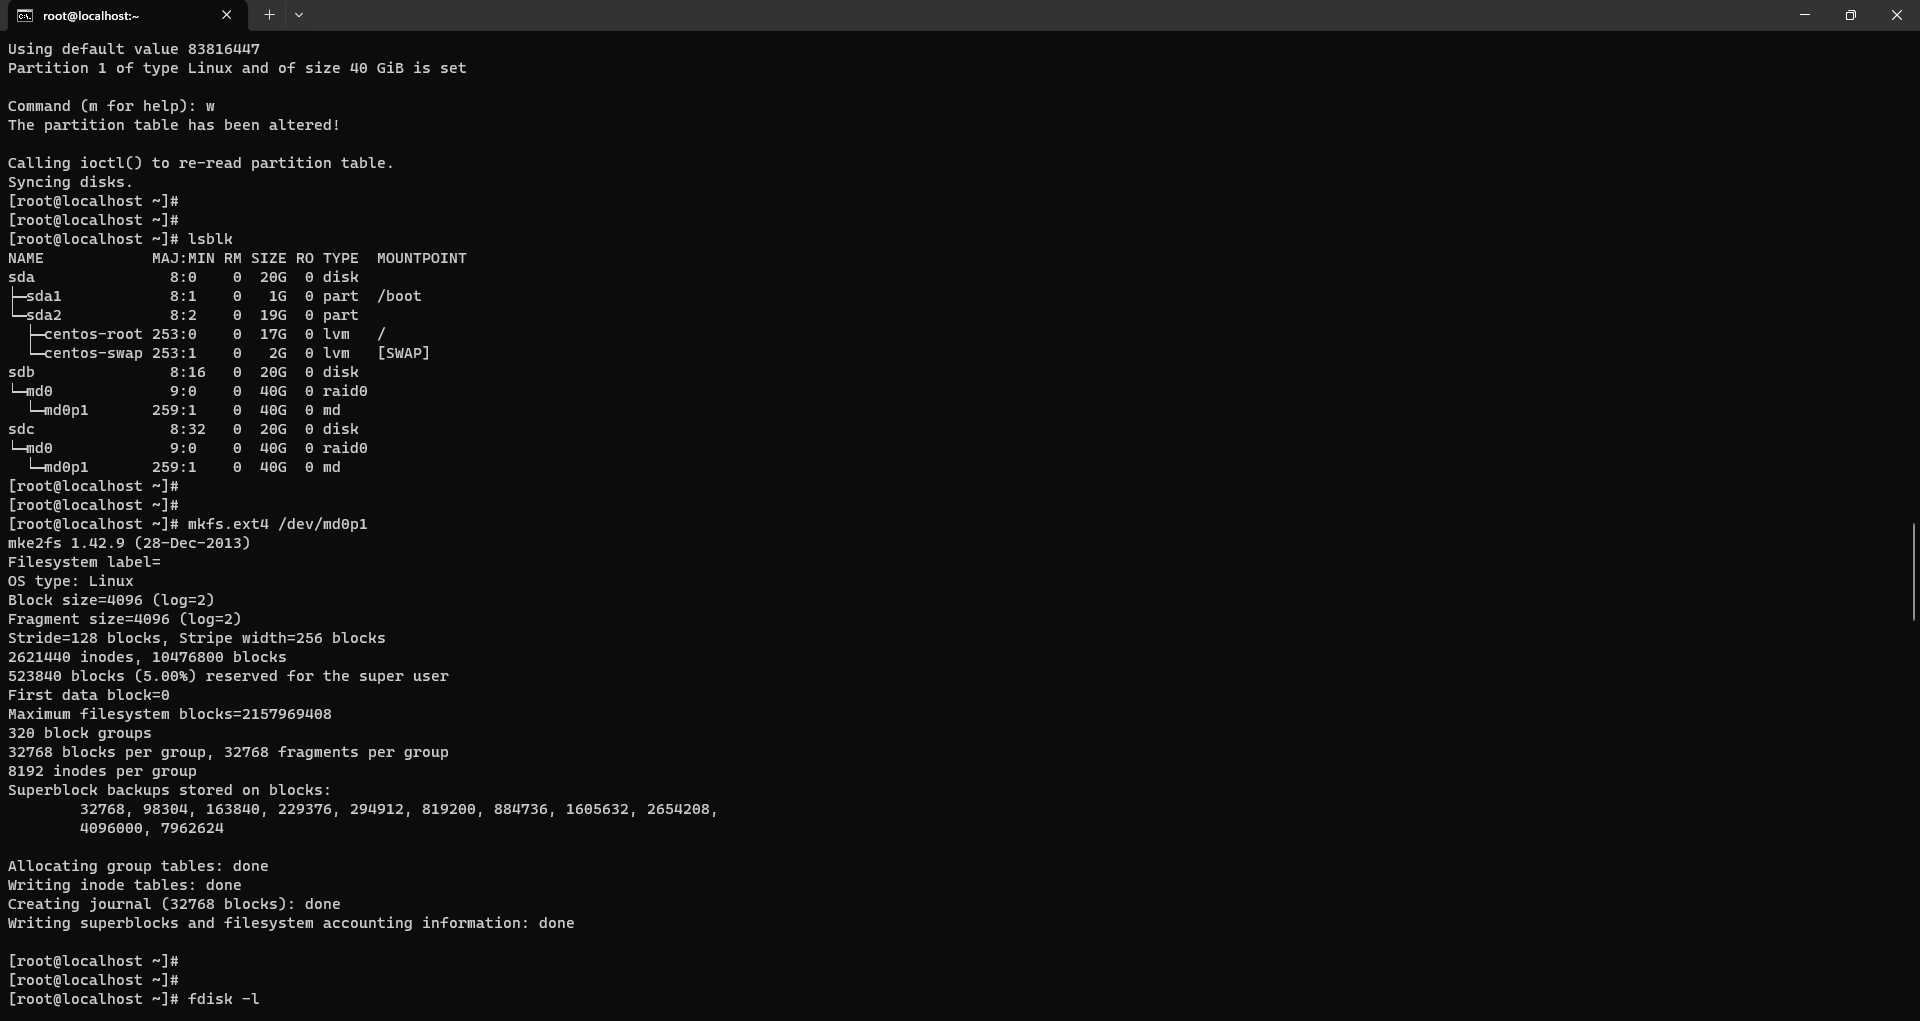 root@localhost:~
Using default value 83816447
Partition 1 of type Linux and of size 40 GiB is set
Command (m for help): w
The partition table has been altered!
Calling ioctl() to re-read partition table.
Syncing disks.
[root@localhost ~]#
[root@localhost ~]#
[root@localhost ~]# lsblk
NAME            MAJ:MIN RM SIZE RO TYPE  MOUNTPOINT
sda               8:0    0  20G  0 disk
├─sda1            8:1    0   1G  0 part  /boot
└─sda2            8:2    0  19G  0 part
  ├─centos-root 253:0    0  17G  0 lvm   /
  └─centos-swap 253:1    0   2G  0 lvm   [SWAP]
sdb               8:16   0  20G  0 disk
└─md0             9:0    0  40G  0 raid0
  └─md0p1       259:1    0  40G  0 md
sdc               8:32   0  20G  0 disk
└─md0             9:0    0  40G  0 raid0
  └─md0p1       259:1    0  40G  0 md
[root@localhost ~]#
[root@localhost ~]#
[root@localhost ~]# mkfs.ext4 /dev/md0p1
mke2fs 1.42.9 (28-Dec-2013)
Filesystem label=
OS type: Linux
Block size=4096 (log=2)
Fragment size=4096 (log=2)
Stride=128 blocks, Stripe width=256 blocks
2621440 inodes, 10476800 blocks
523840 blocks (5.00%) reserved for the super user
First data block=0
Maximum filesystem blocks=2157969408
320 block groups
32768 blocks per group, 32768 fragments per group
8192 inodes per group
Superblock backups stored on blocks:
        32768, 98304, 163840, 229376, 294912, 819200, 884736, 1605632, 2654208,
        4096000, 7962624
Allocating group tables: done
Writing inode tables: done
Creating journal (32768 blocks): done
Writing superblocks and filesystem accounting information: done
[root@localhost ~]#
[root@localhost ~]#
[root@localhost ~]# fdisk -l